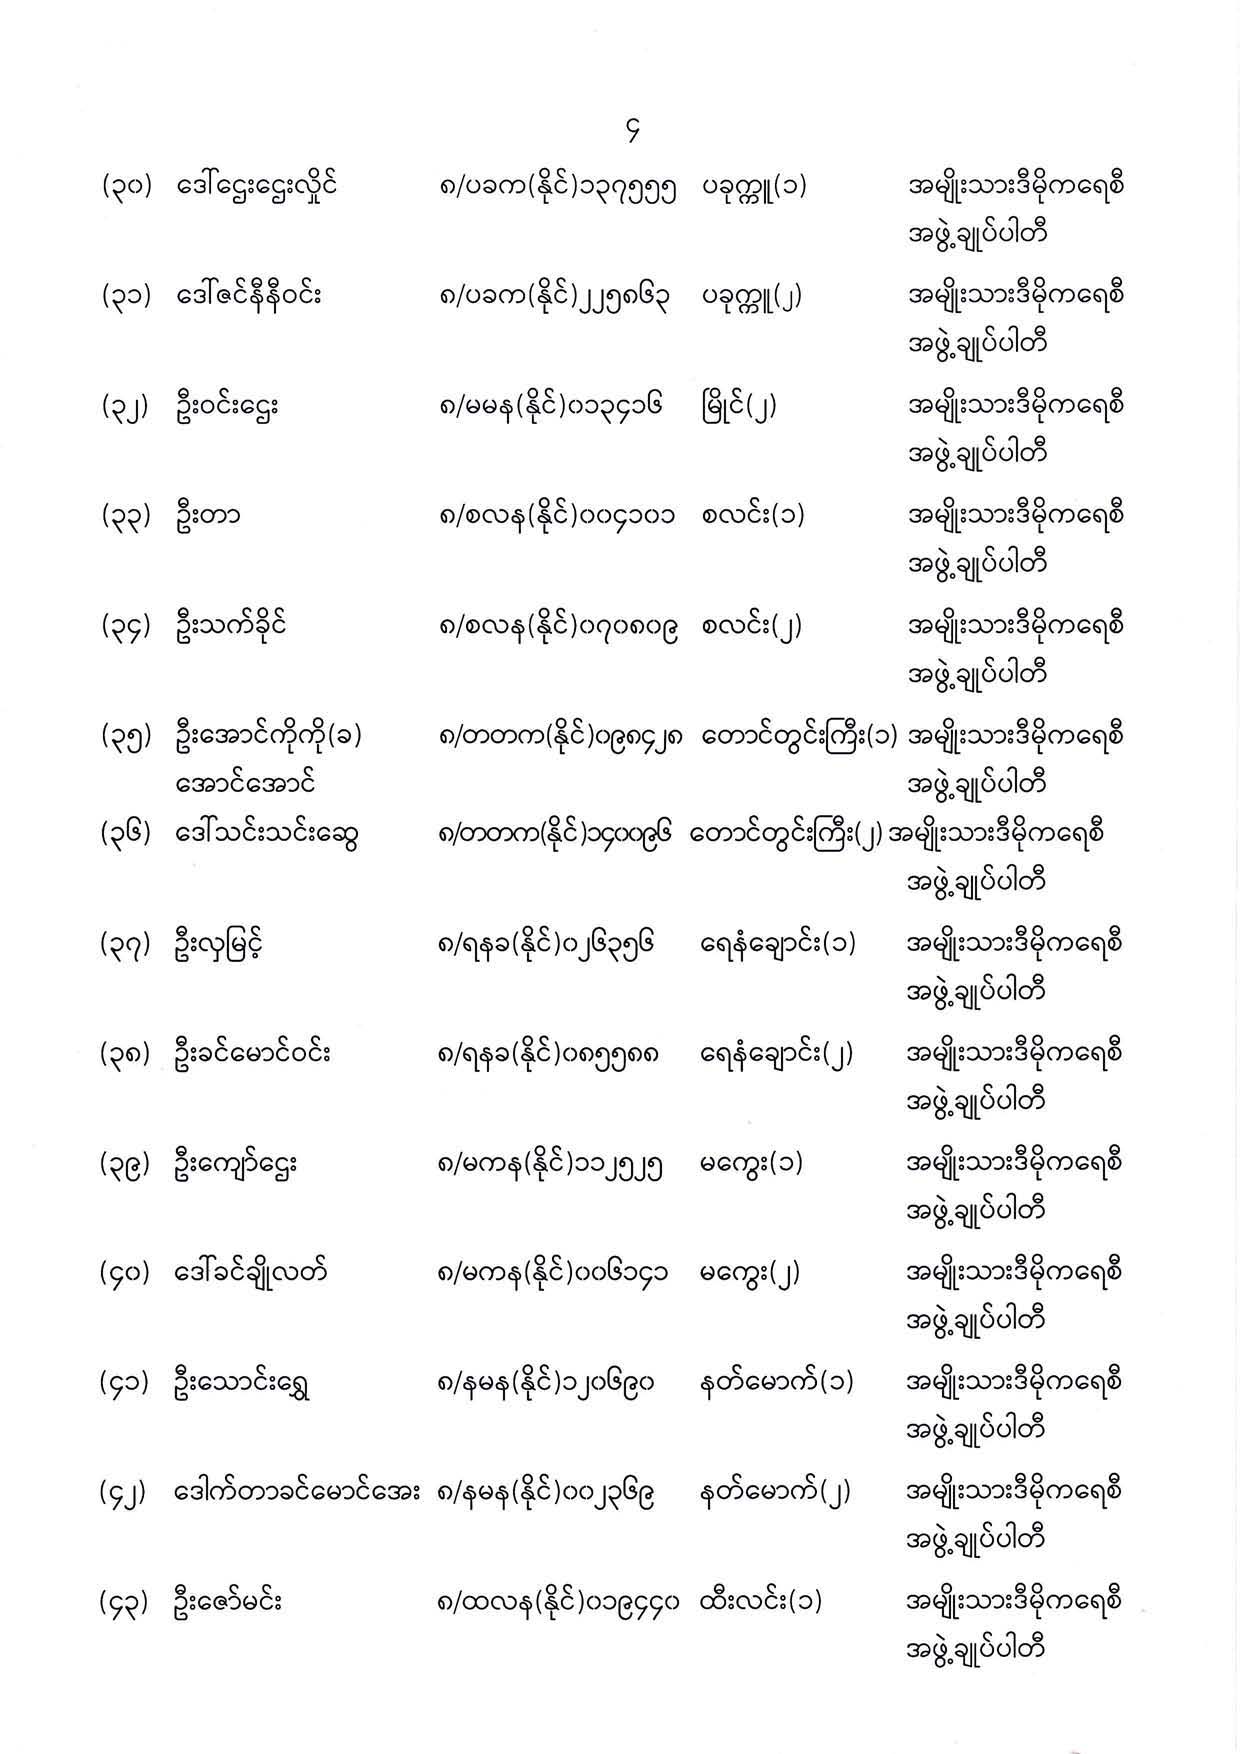 ၄
(၃၀) ဒေါ်ဌေးဌေးလှိုင် ၈/ပခက(နိုင်)၁၃၇၅၅၅ ပခုက္ကူ(၁) အမျိုးသားဒီမိုကရေစီ
အဖွဲ့ချုပ်ပါတီ
(၃၁) ဒေါ်ဇင်နီနီဝင်း ၈/ပခက(နိုင်)၂၂၅၈၆၃ ပခုက္ကူ(၂) အမျိုးသားဒီမိုကရေစီ
အဖွဲ့ချုပ်ပါတီ
(၃၂) ဦးဝင်းဌေး ၈/မမန(နိုင်)၀၁၃၄၁၆ မြိုင်(၂) အမျိုးသားဒီမိုကရေစီ
အဖွဲ့ချုပ်ပါတီ
(၃၃) ဦးတာ ၈/စလန(နိုင်)၀၀၄၁၀၁ စလင်း(၁) အမျိုးသားဒီမိုကရေစီ
အဖွဲ့ချုပ်ပါတီ
(၃၄) ဦးသက်ခိုင် ၈/စလန(နိုင်)၀၇၀၈၀၉ စလင်း(၂) အမျိုးသားဒီမိုကရေစီ
အဖွဲ့ချုပ်ပါတီ
(၃၅) ဦးအောင်ကိုကို(ခ) ၈/တတက(နိုင်)၀၉၈၄၂၈ တောင်တွင်းကြီး(၁) အမျိုးသားဒီမိုကရေစီ
အောင်အောင် အဖွဲ့ချုပ်ပါတီ
(၃၆) ဒေါ်သင်းသင်းဆွေ ၈/တတက(နိုင်)၁၄၀၀၉၆ တောင်တွင်းကြီး(၂) အမျိုးသားဒီမိုကရေစီ
အဖွဲ့ချုပ်ပါတီ
(၃၇) ဦးလှမြင့် ၈/ရနခ(နိုင်)၀၂၆၃၅၆ ရေနံချောင်း(၁) အမျိုးသားဒီမိုကရေစီ
အဖွဲ့ချုပ်ပါတီ
(၃၈) ဦးခင်မောင်ဝင်း ၈/ရနခ(နိုင်)၀၈၅၅၈၈ ရေနံချောင်း(၂) အမျိုးသားဒီမိုကရေစီ
အဖွဲ့ချုပ်ပါတီ
(၃၉) ဦးကျော်ဌေး ၈/မကန(နိုင်)၁၁၂၅၂၅ မကွေး(၁) အမျိုးသားဒီမိုကရေစီ
အဖွဲ့ချုပ်ပါတီ
(၄၀) ဒေါ်ခင်ချိုလတ် ၈/မကန(နိုင်)၀၀၆၁၄၁ မကွေး(၂) အမျိုးသားဒီမိုကရေစီ
အဖွဲ့ချုပ်ပါတီ
(၄၁) ဦးသောင်းရွှေ ၈/နမန(နိုင်)၁၂၀၆၉၀ နတ်မောက်(၁) အမျိုးသားဒီမိုကရေစီ
အဖွဲ့ချုပ်ပါတီ
(၄၂) ဒေါက်တာခင်မောင်အေး ၈/နမန(နိုင်)၀၀၂၃၆၉ နတ်မောက်(၂) အမျိုးသားဒီမိုကရေစီ
အဖွဲ့ချုပ်ပါတီ
(၄၃) ဦးဇော်မင်း ၈/ထလန(နိုင်)၀၁၉၄၄၀ ထီးလင်း(၁) အမျိုးသားဒီမိုကရေစီ
အဖွဲ့ချုပ်ပါတီ